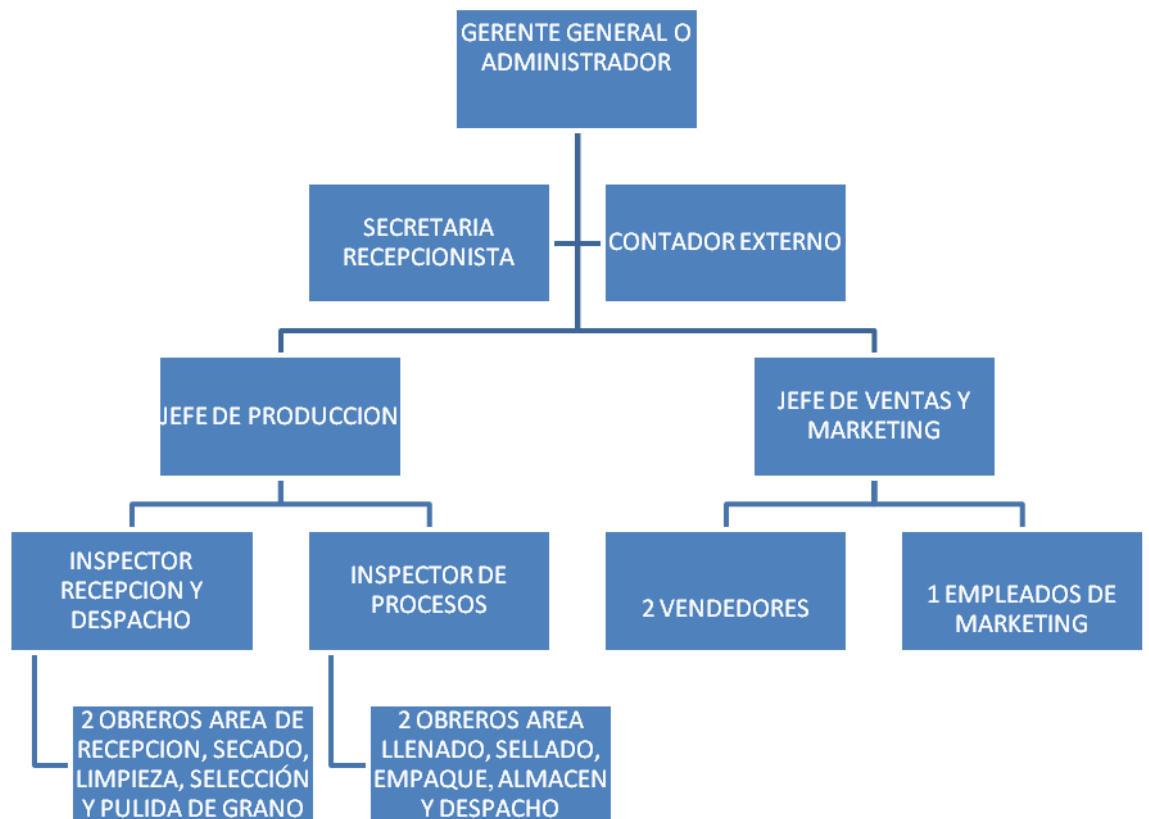 GERENTE GENERAL O
ADMINISTRADOR
SECRETARIA
RECEPCIONISTA
CONTADOR EXTERNO
JEFE DE PRODUCCION
JEFE DE VENTAS Y
MARKETING
INSPECTOR
RECEPCION Y
DESPACHO
INSPECTOR DE
PROCESOS
2 VENDEDORES
1 EMPLEADOS DE
MARKETING
2 OBREROS AREA DE
RECEPCION, SECADO,
LIMPIEZA, SELECCIÓN
Y PULIDA DE GRANO
2 OBREROS AREA
LLENADO, SELLADO,
EMPAQUE, ALMACEN
Y DESPACHO